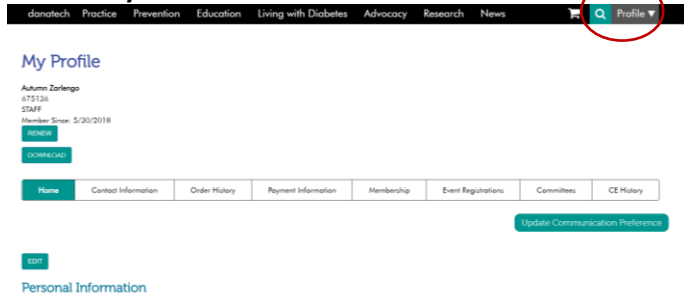 danatech Practice Prevention Education Living with Diabetes Advocacy Research News Profile ▼
My Profile
Autumn Zarlengo
675136
STAFF
Member Since: 5/30/2018
RENEW
DOWNLOAD
Home Contact Information Order History Payment Information Membership Event Registrations Committees CE History
Update Communication Preference
EDIT
Personal Information